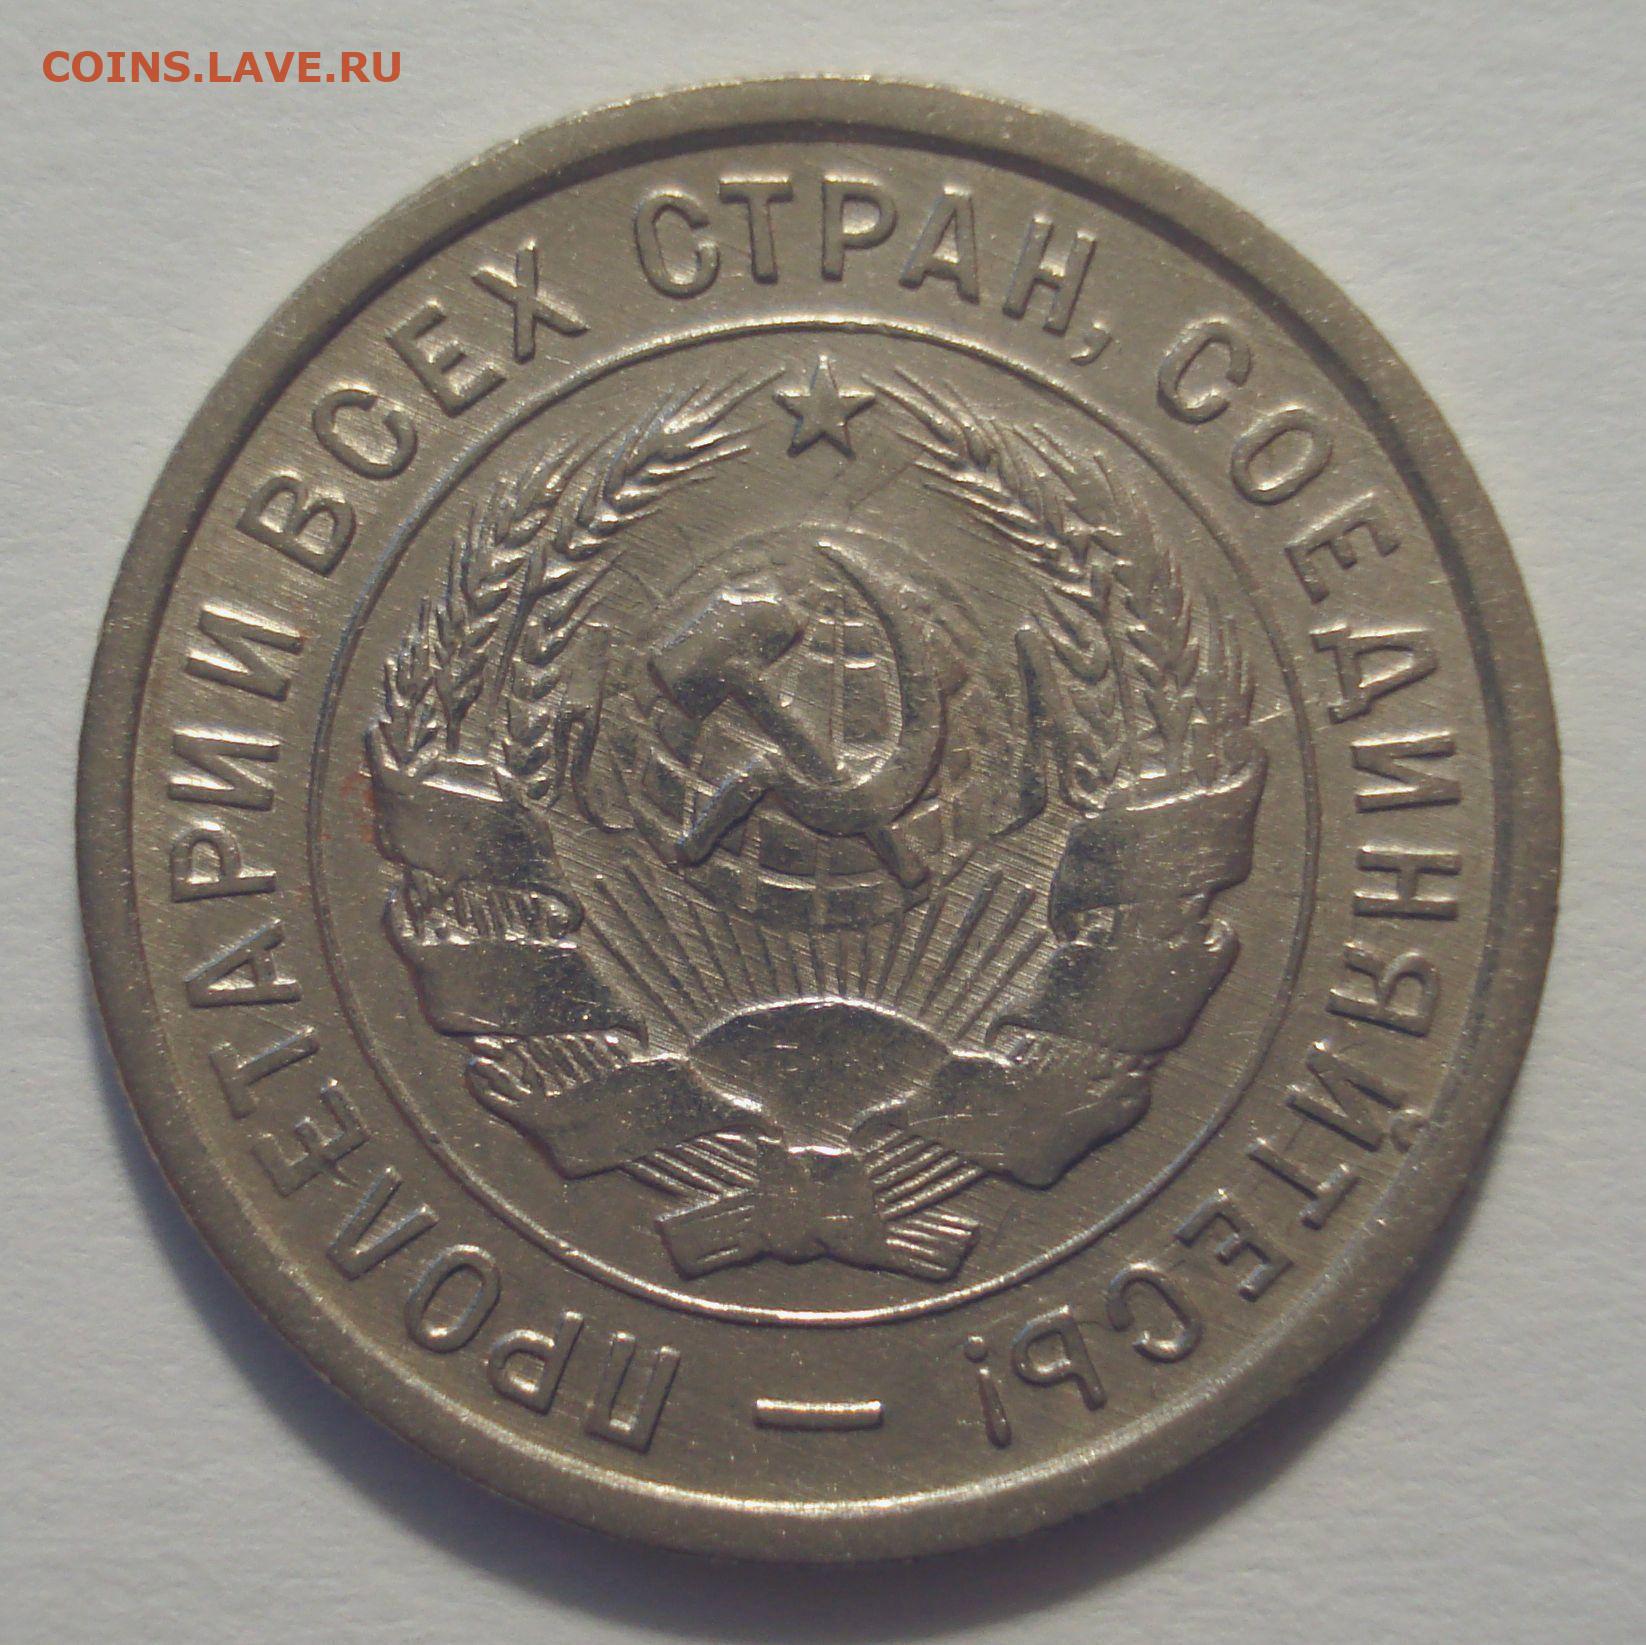 COINS.LAVE.RU
ПРОЛЕТАРИИ ВСЕХ СТРАН, СОЕДИНЯЙТЕСЬ! —